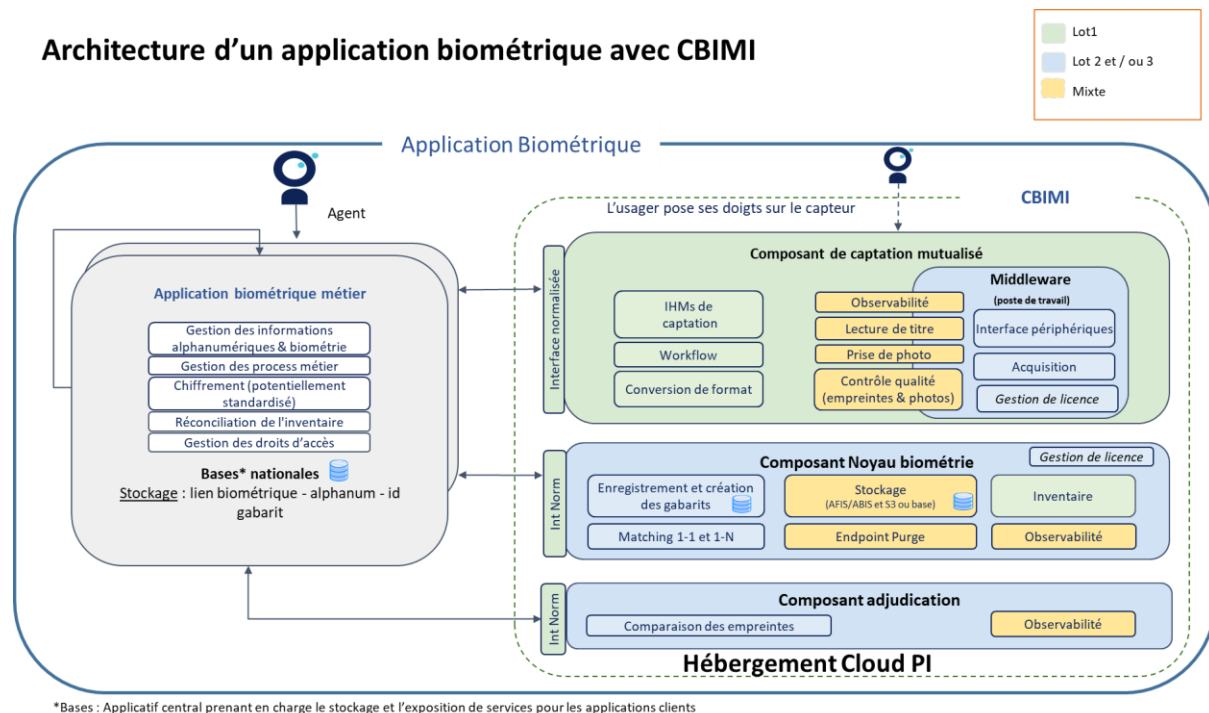 Architecture d’un application biométrique avec CBIMI
Lot1
Lot 2 et / ou 3
Mixte
Application Biométrique
Agent
L’usager pose ses doigts sur le capteur
CBIMI
Application biométrique métier
Gestion des informations
alphanumériques & biométrie
Gestion des process métier
Chiffrement (potentiellement
standardisé)
Réconciliation de l'inventaire
Gestion des droits d’accès
Bases* nationales
Stockage : lien biométrique - alphanum - id
gabarit
Interface normalisée
Composant de captation mutualisé
IHMs de
captation
Workflow
Conversion de format
Observabilité
Lecture de titre
Prise de photo
Contrôle qualité
(empreintes & photos)
Middleware
(poste de travail)
Interface périphériques
Acquisition
Gestion de licence
Int Norm
Composant Noyau biométrie
Gestion de licence
Enregistrement et création
des gabarits
Stockage
(AFIS/ABIS et S3 ou base)
Inventaire
Matching 1-1 et 1-N
Endpoint Purge
Observabilité
Int Norm
Composant adjudication
Comparaison des empreintes
Observabilité
Hébergement Cloud PI
*Bases : Applicatif central prenant en charge le stockage et l’exposition de services pour les applications clients